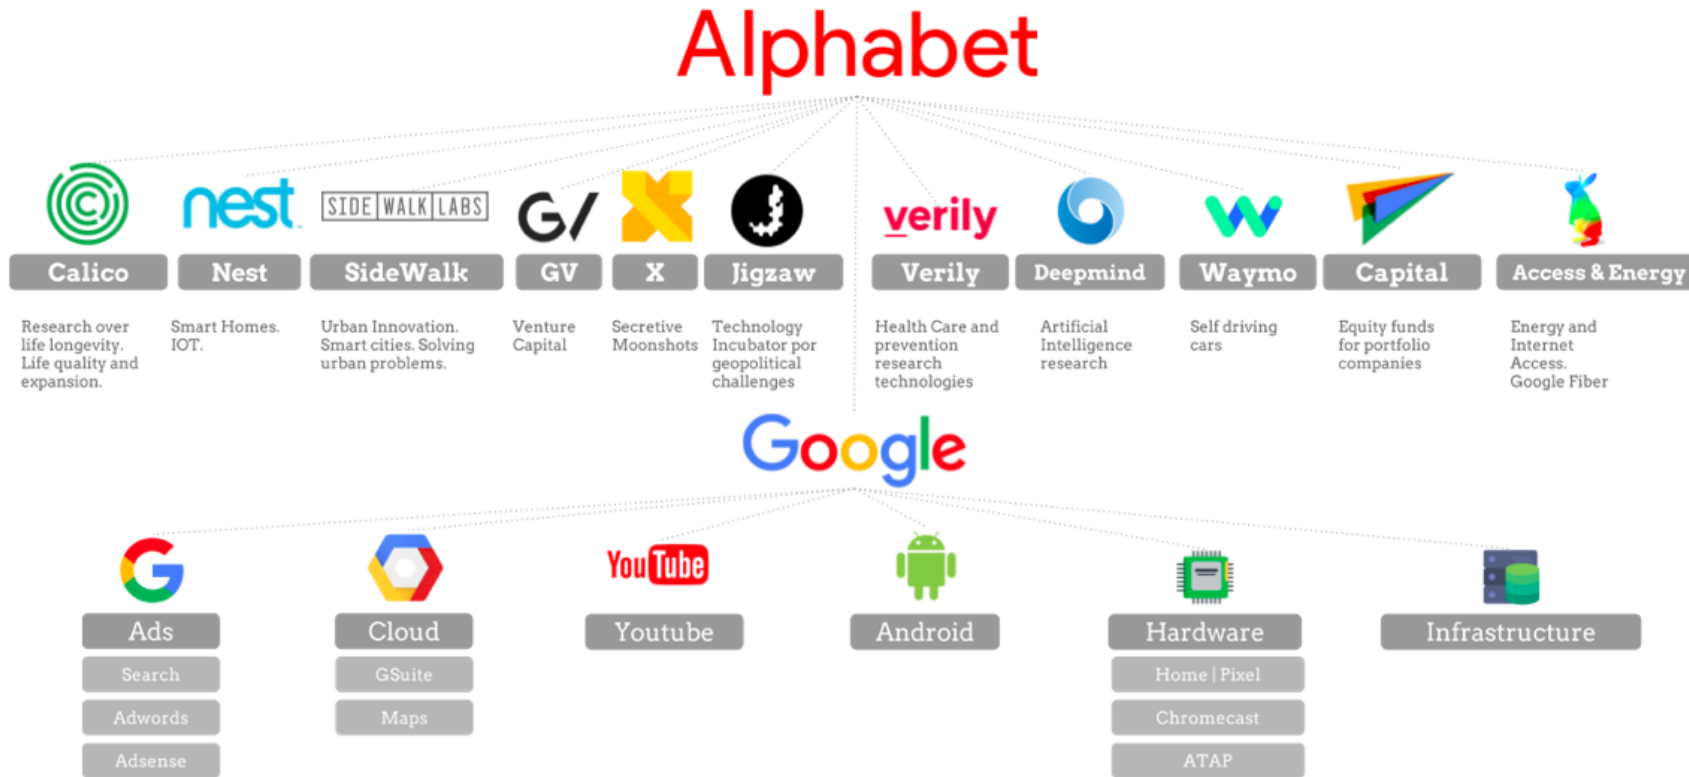 Alphabet
nest
SIDE WALK LABS
G/
X
verily
Calico
Nest
SideWalk
GV
X
Jigzaw
Verily
Deepmind
Waymo
Capital
Access & Energy
Research over
life longevity.
Life quality and
expansion.
Smart Homes.
IOT.
Urban Innovation.
Smart cities. Solving
urban problems.
Venture
Capital
Secretive
Moonshots
Technology
Incubator por
geopolitical
challenges
Health Care and
prevention
research
technologies
Artificial
Intelligence
research
Self driving
cars
Equity funds
for portfolio
companies
Energy and
Internet
Access.
Google Fiber
Google
G
YouTube
Ads
Search
Adwords
Adsense
Cloud
GSuite
Maps
Youtube
Android
Hardware
Home | Pixel
Chromecast
ATAP
Infrastructure